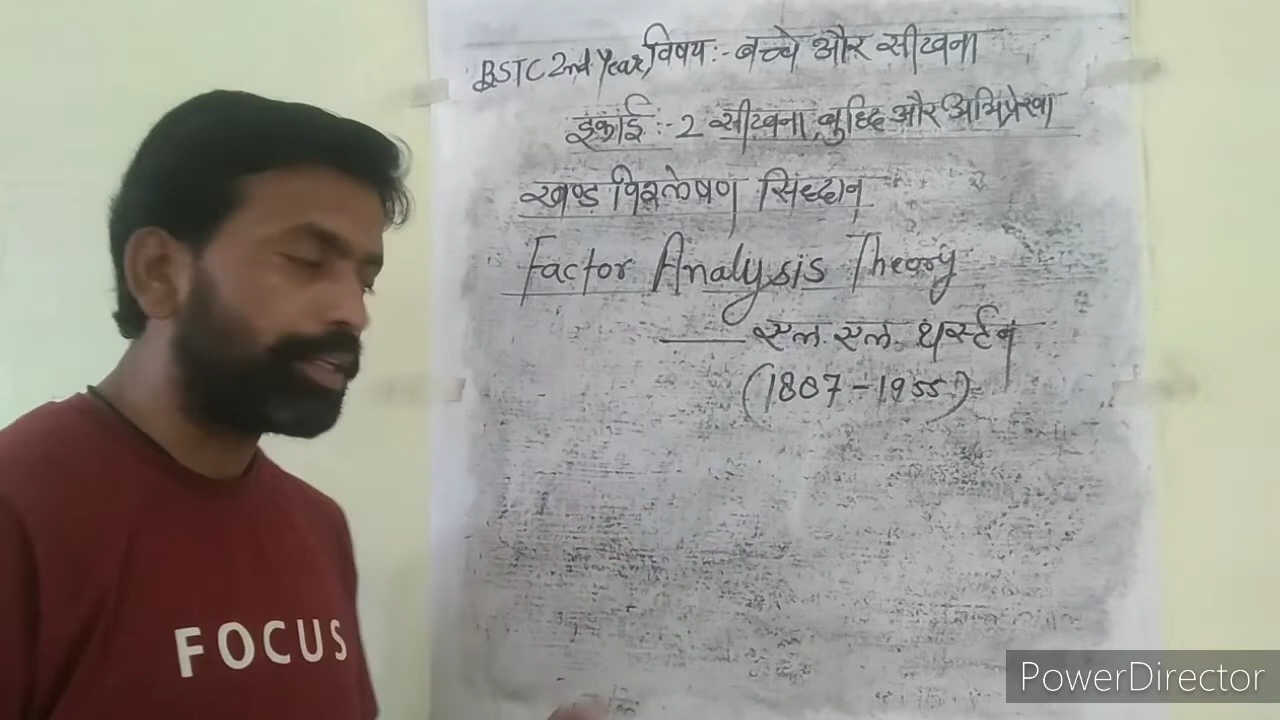 BSTC 2nd Year, विषय:- बच्चे और सीखना
इकाई:- 2 सीखना, बुध्दि और अभिप्रेरणा
खण्ड विश्लेषण सिद्धान्
Factor Analysis Theory
— एल. एल. थर्स्टन
(1807-1955)
FOCUS
PowerDirector